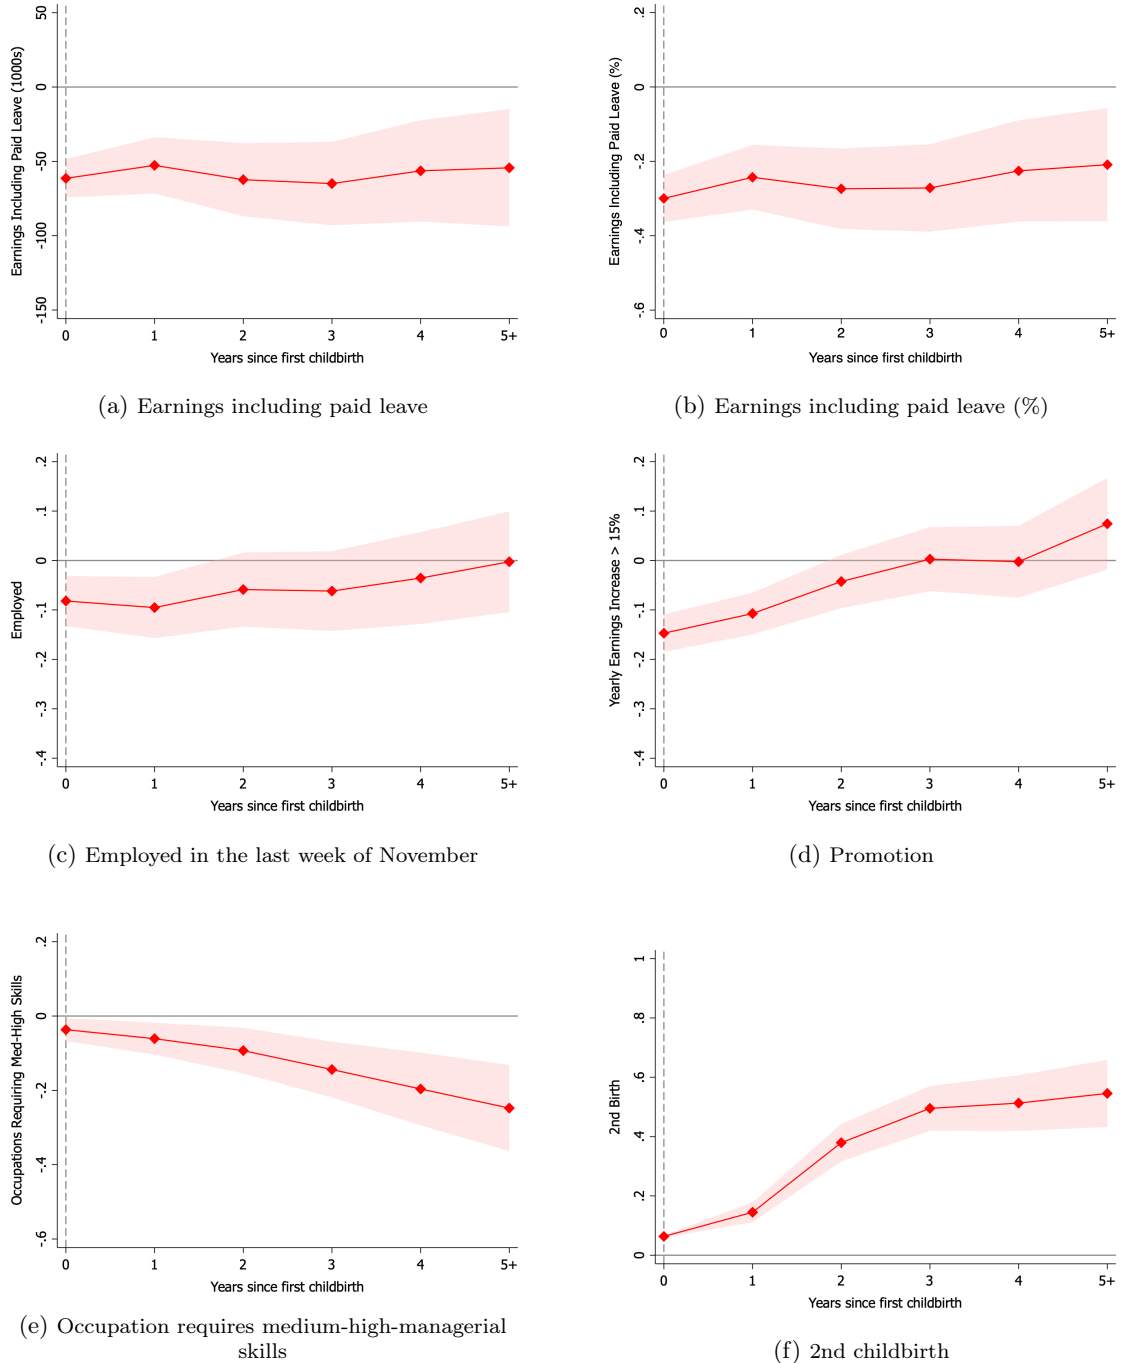 50
0
-50
-100
-150
Earnings Including Paid Leave (1000s)
0 1 2 3 4 5+
Years since first childbirth
(a) Earnings including paid leave
.2
0
-.2
-.4
-.6
Earnings Including Paid Leave (%)
0 1 2 3 4 5+
Years since first childbirth
(b) Earnings including paid leave (%)
.2
.1
0
-.1
-.2
-.3
-.4
Employed
0 1 2 3 4 5+
Years since first childbirth
(c) Employed in the last week of November
.2
.1
0
-.1
-.2
-.3
-.4
Yearly Earnings Increase > 15%
0 1 2 3 4 5+
Years since first childbirth
(d) Promotion
.2
0
-.2
-.4
-.6
Occupations Requiring Med-High Skills
0 1 2 3 4 5+
Years since first childbirth
(e) Occupation requires medium-high-managerial
skills
1
.8
.6
.4
.2
0
2nd Birth
0 1 2 3 4 5+
Years since first childbirth
(f) 2nd childbirth